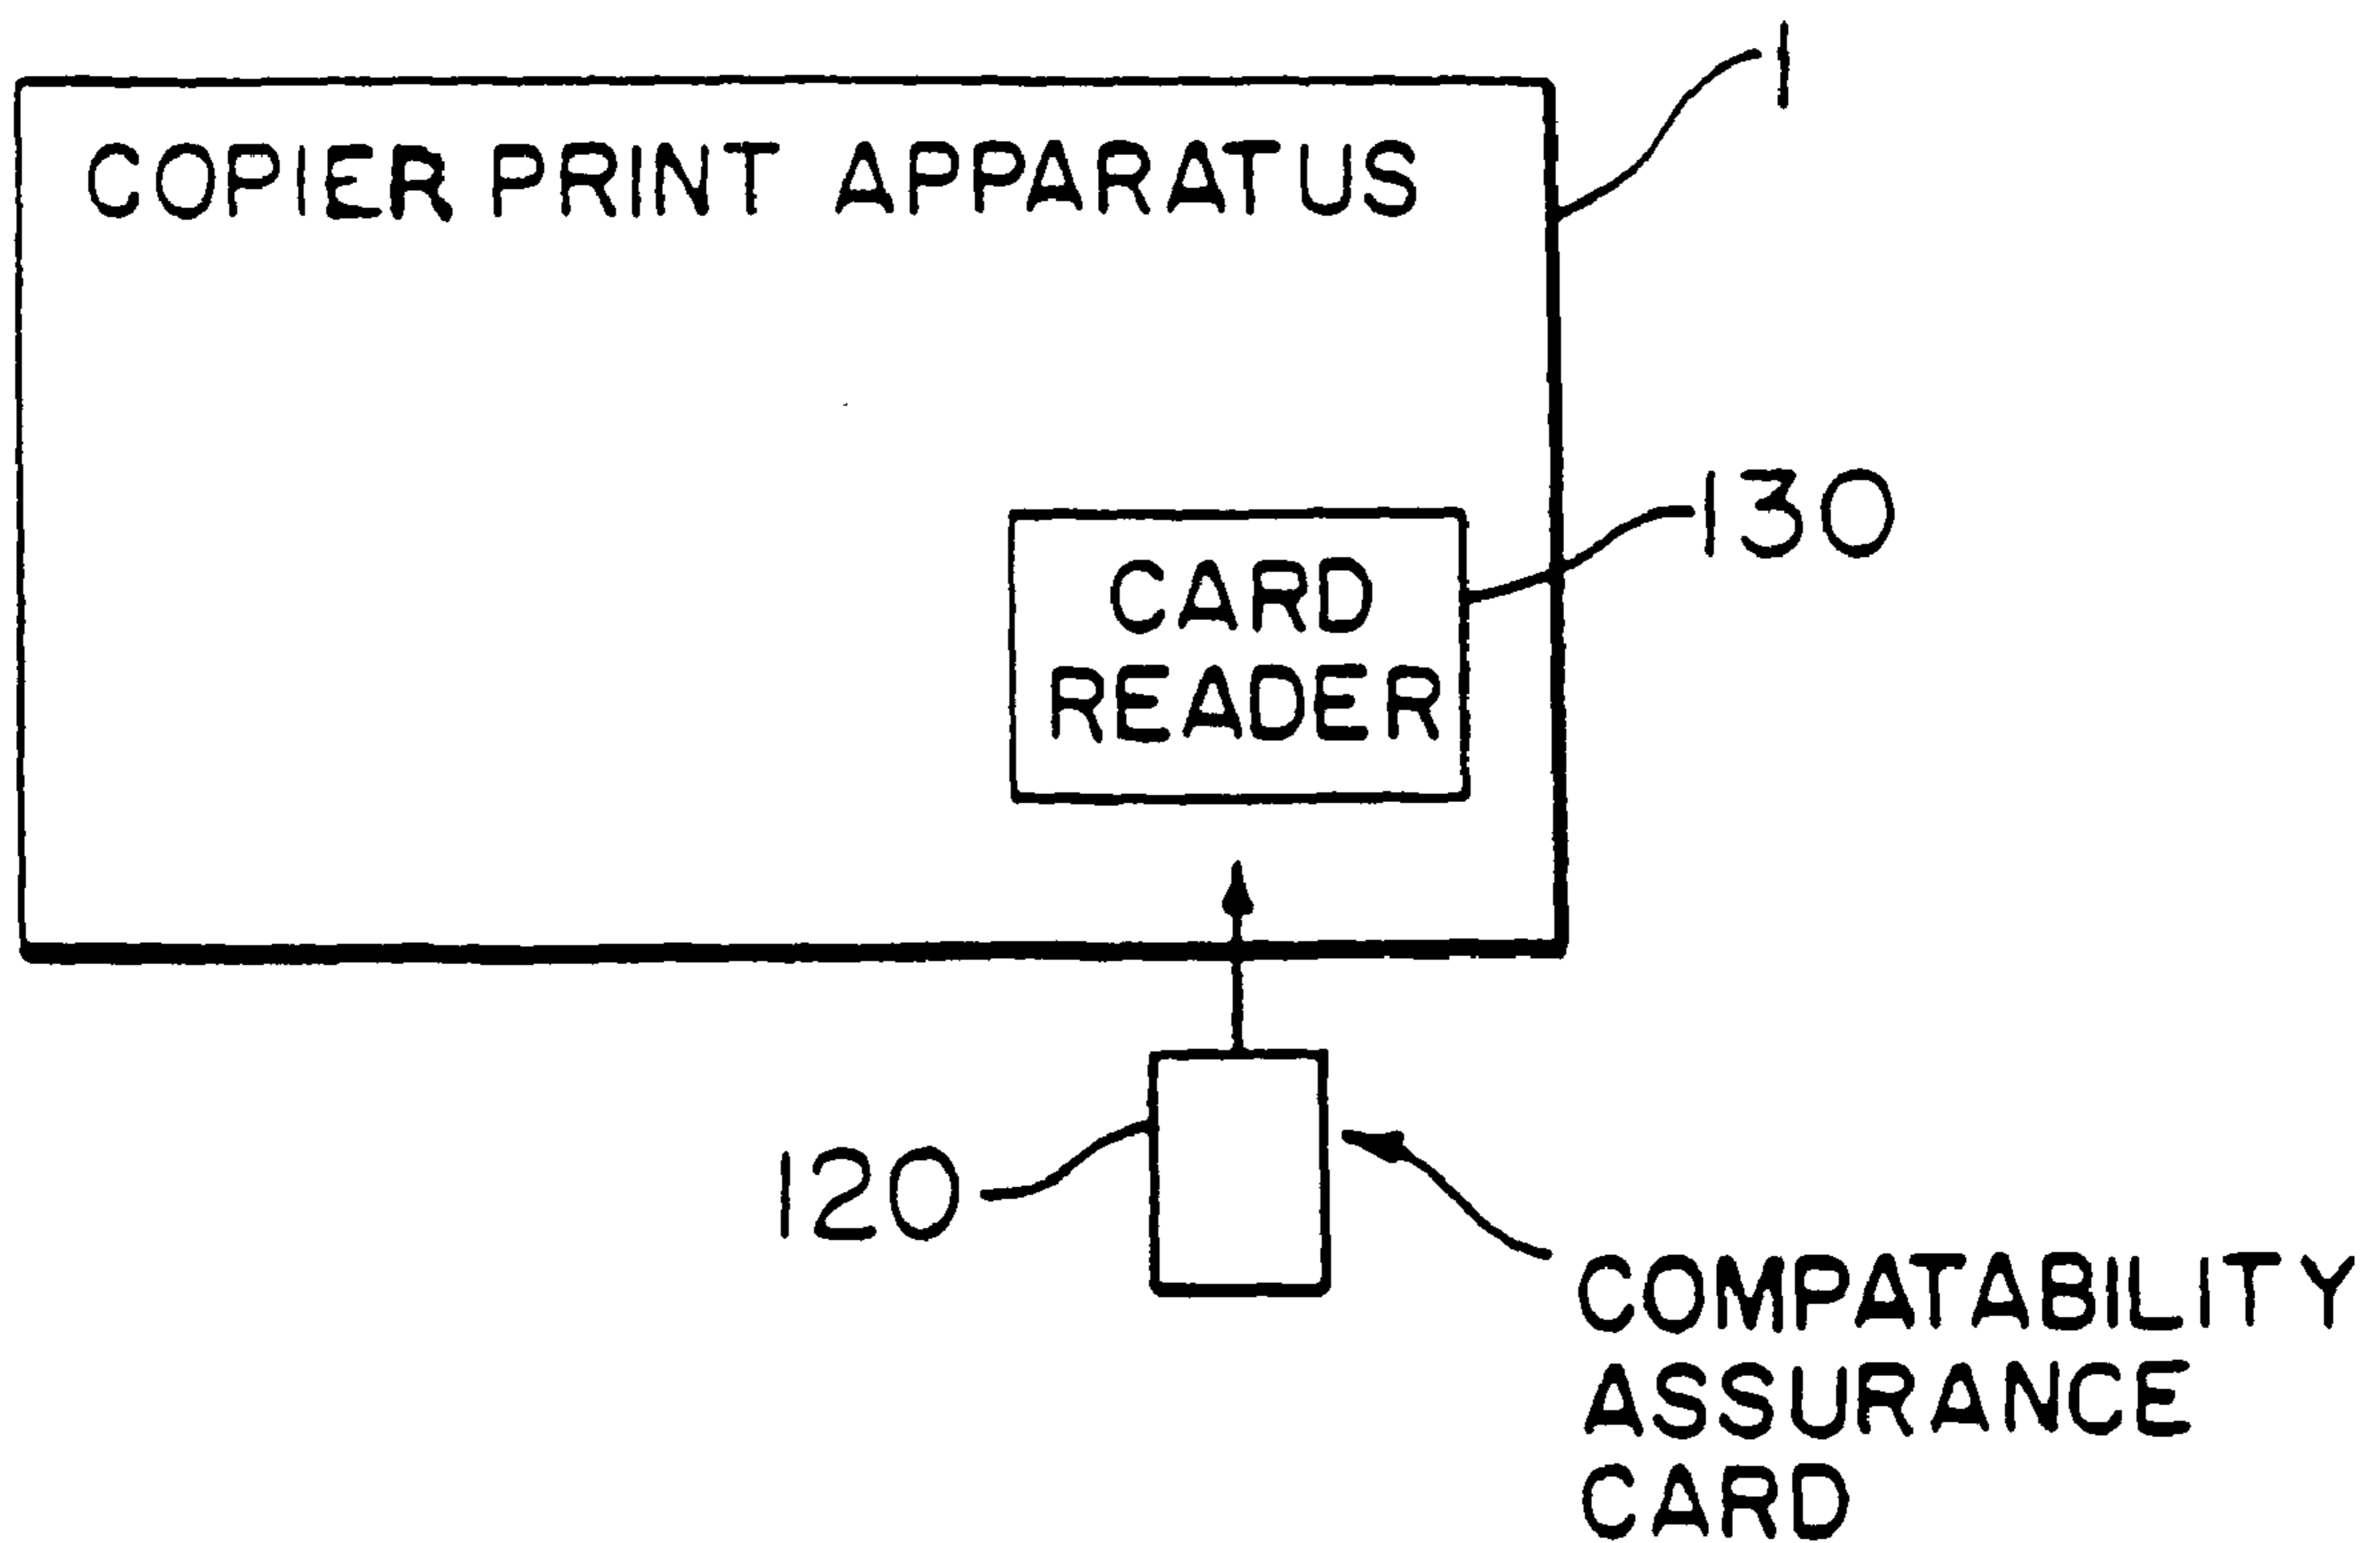 1
COPIER PRINT APPARATUS
130
CARD
READER
120
COMPATABILITY
ASSURANCE
CARD